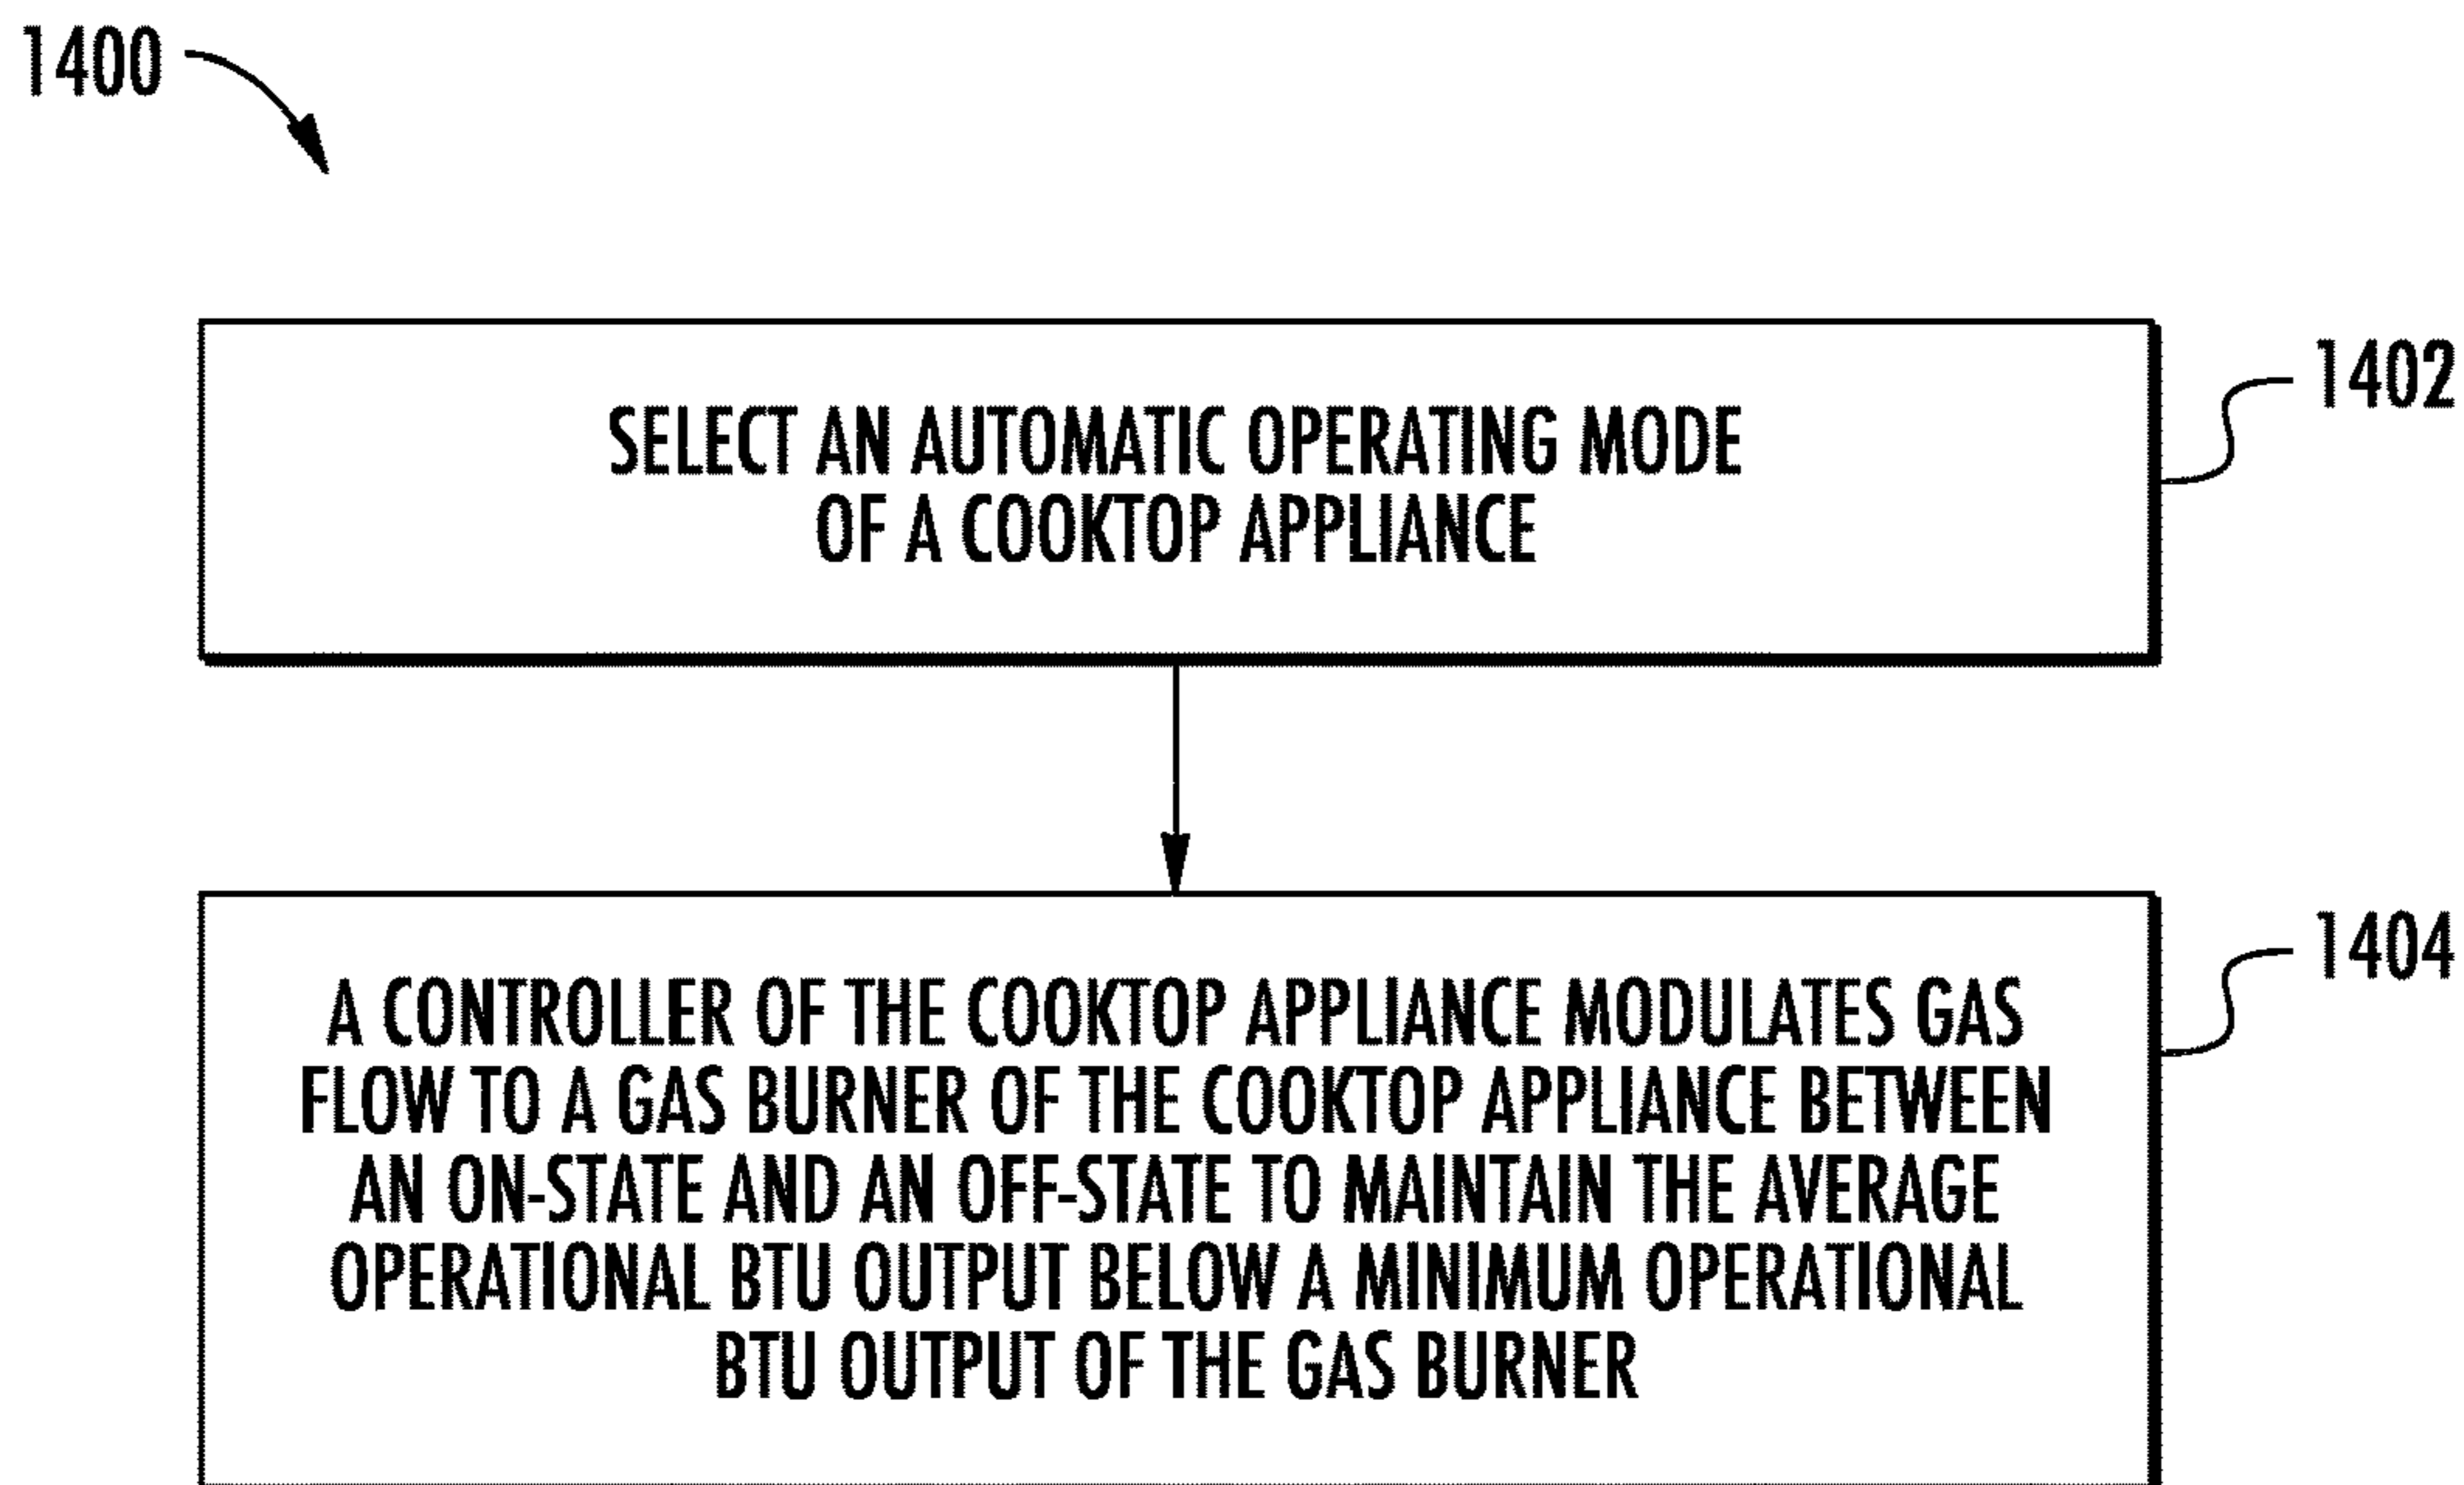 1400
1402
SELECT AN AUTOMATIC OPERATING MODE
OF A COOKTOP APPLIANCE
1404
A CONTROLLER OF THE COOKTOP APPLIANCE MODULATES GAS
FLOW TO A GAS BURNER OF THE COOKTOP APPLIANCE BETWEEN
AN ON-STATE AND AN OFF-STATE TO MAINTAIN THE AVERAGE
OPERATIONAL BTU OUTPUT BELOW A MINIMUM OPERATIONAL
BTU OUTPUT OF THE GAS BURNER